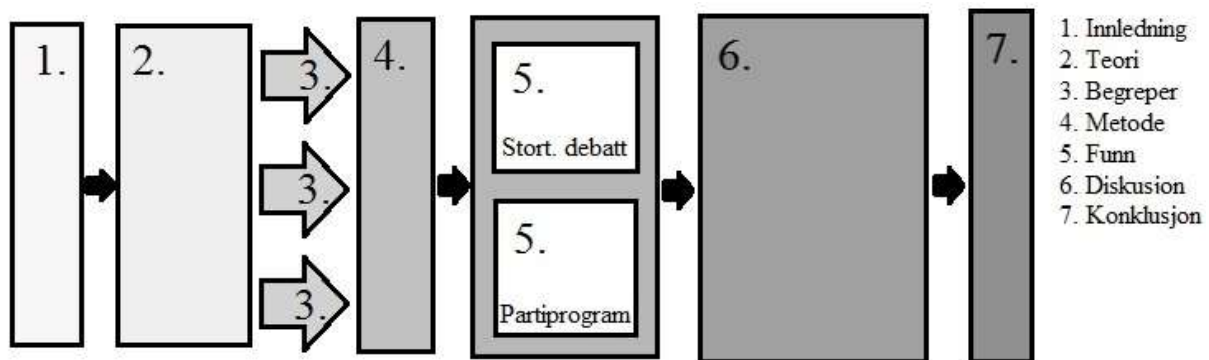 1.
2.
3.
3.
3.
4.
5.
Stort. debatt
5.
Partiprogram
6.
7.
1. Innledning
2. Teori
3. Begreper
4. Metode
5. Funn
6. Diskusion
7. Konklusjon